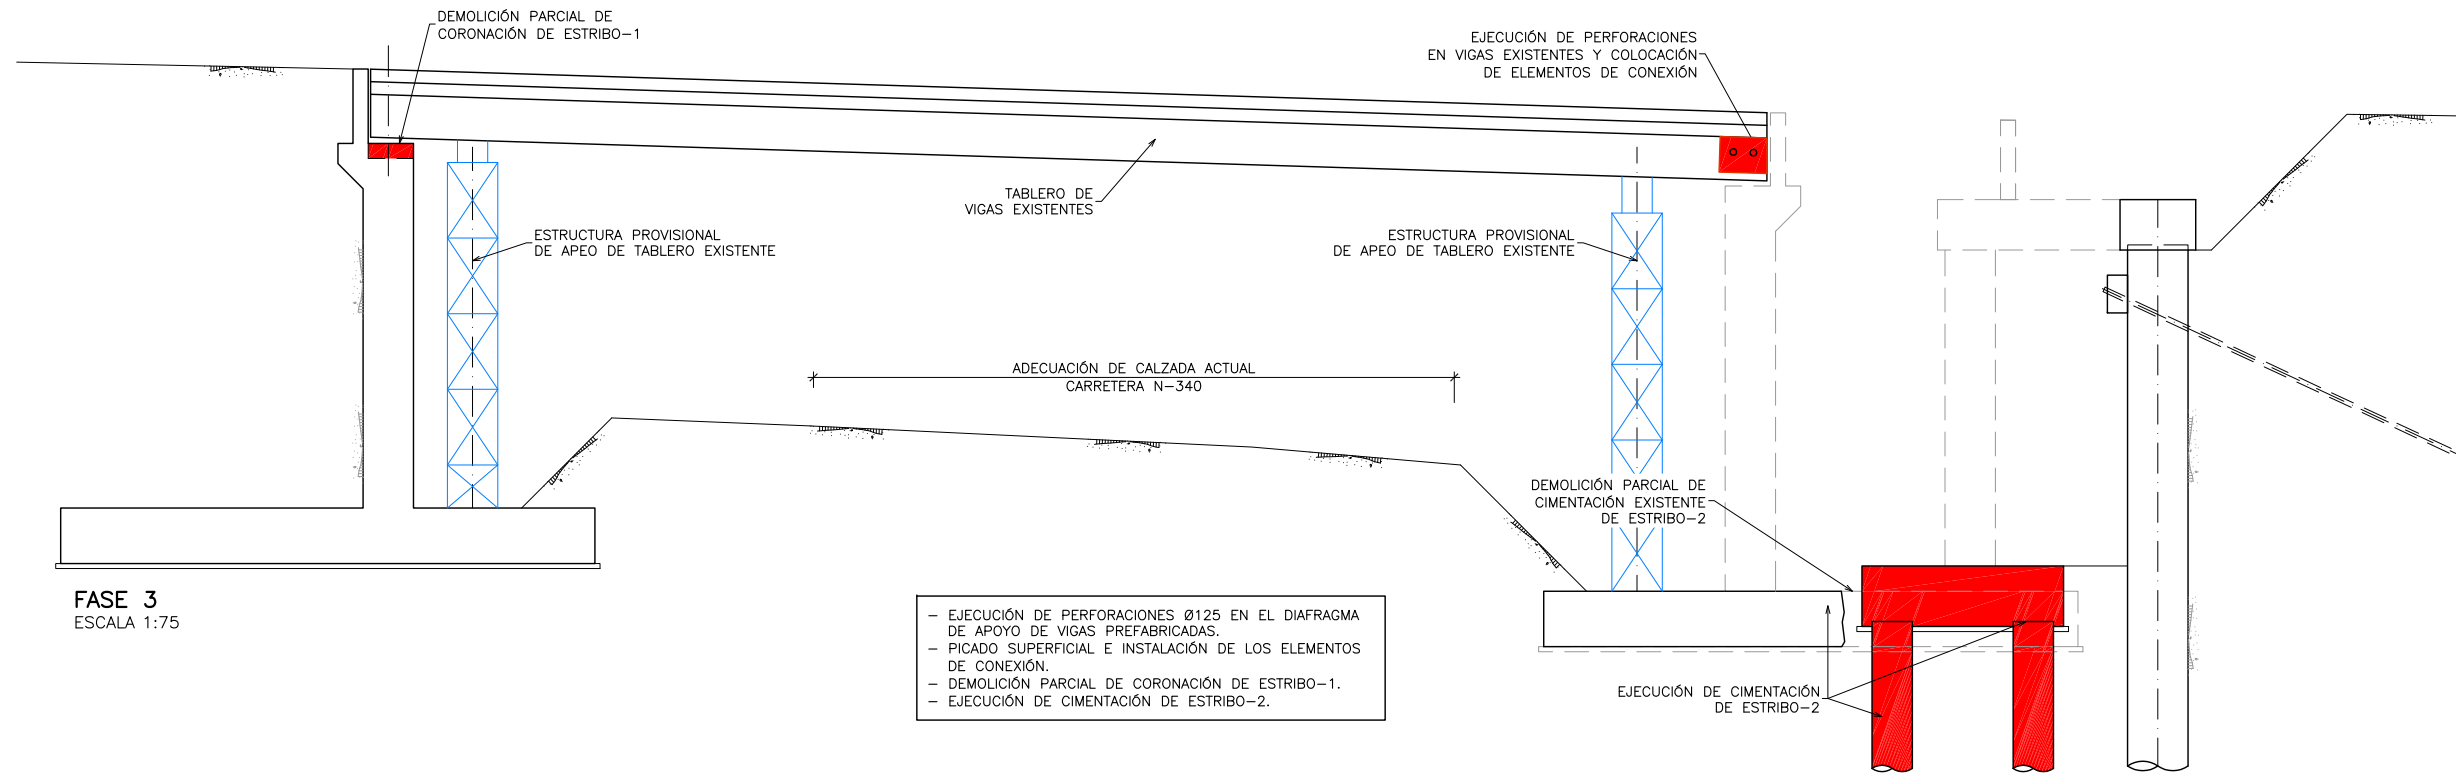 DEMOLICIÓN PARCIAL DE
CORONACIÓN DE ESTRIBO-1
EJECUCIÓN DE PERFORACIONES
EN VIGAS EXISTENTES Y COLOCACIÓN
DE ELEMENTOS DE CONEXIÓN
TABLERO DE
VIGAS EXISTENTES
ESTRUCTURA PROVISIONAL
DE APEO DE TABLERO EXISTENTE
ESTRUCTURA PROVISIONAL
DE APEO DE TABLERO EXISTENTE
ADECUACIÓN DE CALZADA ACTUAL
CARRETERA N-340
DEMOLICIÓN PARCIAL DE
CIMENTACIÓN EXISTENTE
DE ESTRIBO-2
FASE 3
ESCALA 1:75
- EJECUCIÓN DE PERFORACIONES Ø125 EN EL DIAFRAGMA
DE APOYO DE VIGAS PREFABRICADAS.
- PICADO SUPERFICIAL E INSTALACIÓN DE LOS ELEMENTOS
DE CONEXIÓN.
- DEMOLICIÓN PARCIAL DE CORONACIÓN DE ESTRIBO-1.
- EJECUCIÓN DE CIMENTACIÓN DE ESTRIBO-2.
EJECUCIÓN DE CIMENTACIÓN
DE ESTRIBO-2